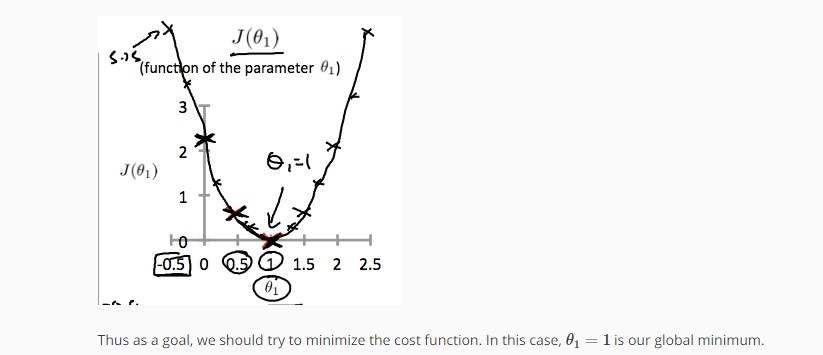 J(θ₁)
5.25
(function of the parameter θ₁)
3
2
θ₁=1
J(θ₁)
1
0
-0.5 0 0.5 1 1.5 2 2.5
θ₁
Thus as a goal, we should try to minimize the cost function. In this case, θ₁ = 1 is our global minimum.